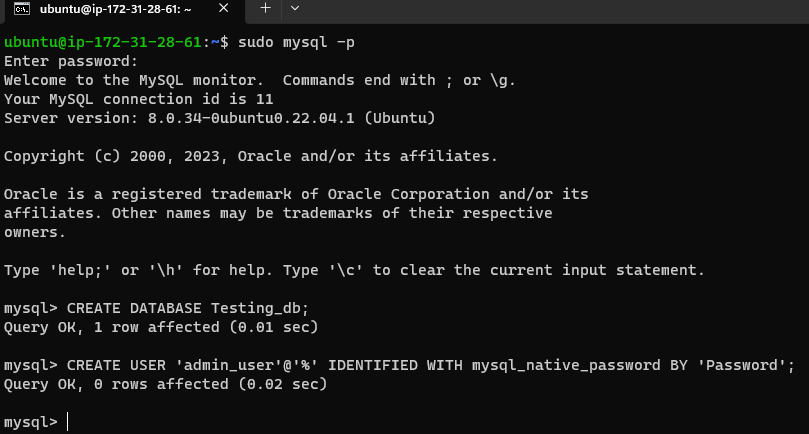 ubuntu@ip-172-31-28-61: ~
ubuntu@ip-172-31-28-61:~$ sudo mysql -p
Enter password:
Welcome to the MySQL monitor.  Commands end with ; or \g.
Your MySQL connection id is 11
Server version: 8.0.34-0ubuntu0.22.04.1 (Ubuntu)
Copyright (c) 2000, 2023, Oracle and/or its affiliates.
Oracle is a registered trademark of Oracle Corporation and/or its
affiliates. Other names may be trademarks of their respective
owners.
Type 'help;' or '\h' for help. Type '\c' to clear the current input statement.
mysql> CREATE DATABASE Testing_db;
Query OK, 1 row affected (0.01 sec)
mysql> CREATE USER 'admin_user'@'%' IDENTIFIED WITH mysql_native_password BY 'Password';
Query OK, 0 rows affected (0.02 sec)
mysql>